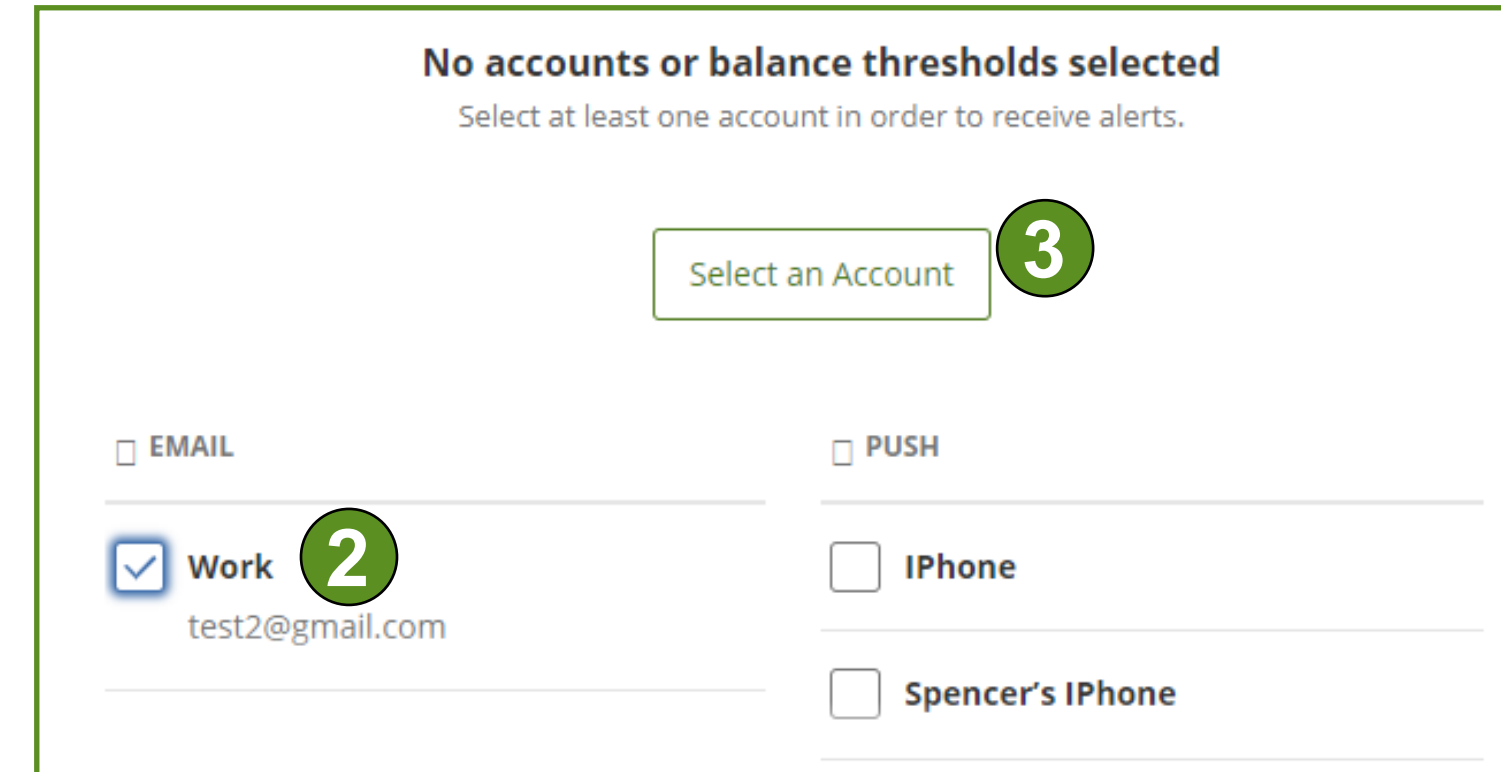 No accounts or balance thresholds selected
Select at least one account in order to receive alerts.
Select an Account
3
EMAIL
Work
2
test2@gmail.com
PUSH
IPhone
Spencer’s IPhone